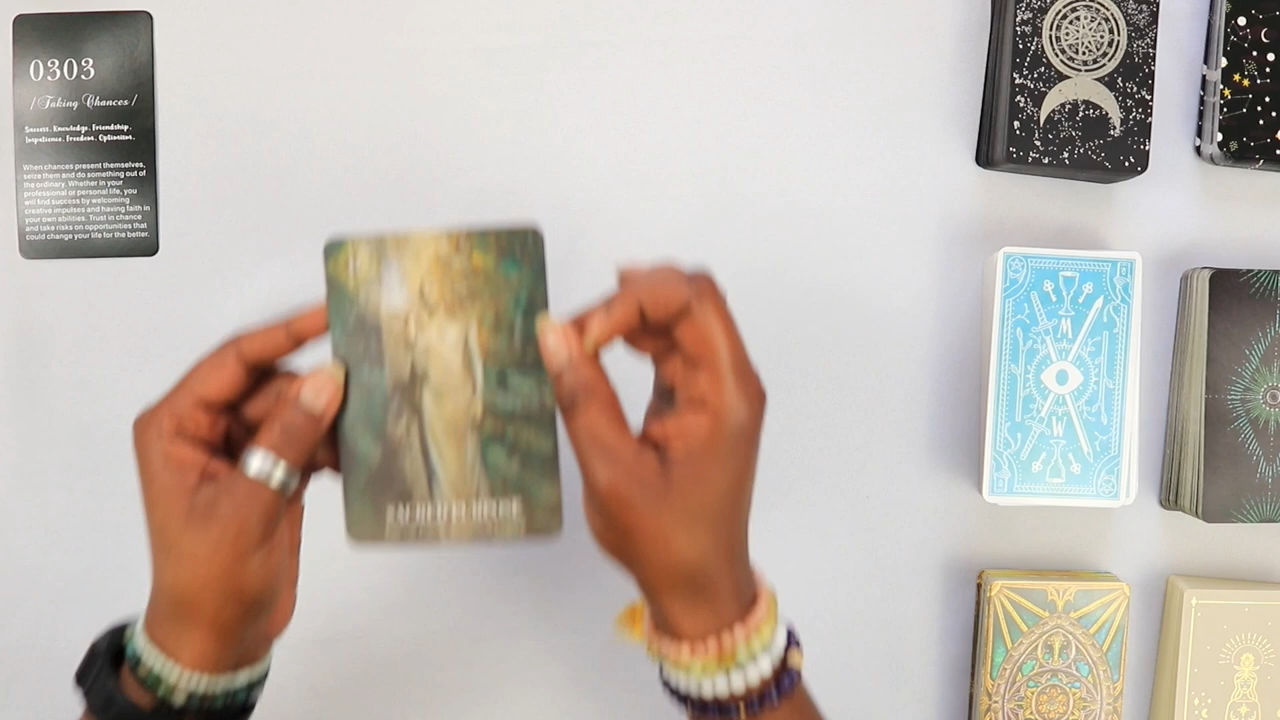 0303
/Taking Chances/
Success. Knowledge. Friendship.
Impatience. Freedom. Optimism.
When chances present themselves,
seize them and do something out of
the ordinary. Whether in your
professional or personal life, you
will find success by welcoming
creative impulses and having faith in
your own abilities. Trust in chance
and take risks on opportunities that
could change your life for the better.
M
W